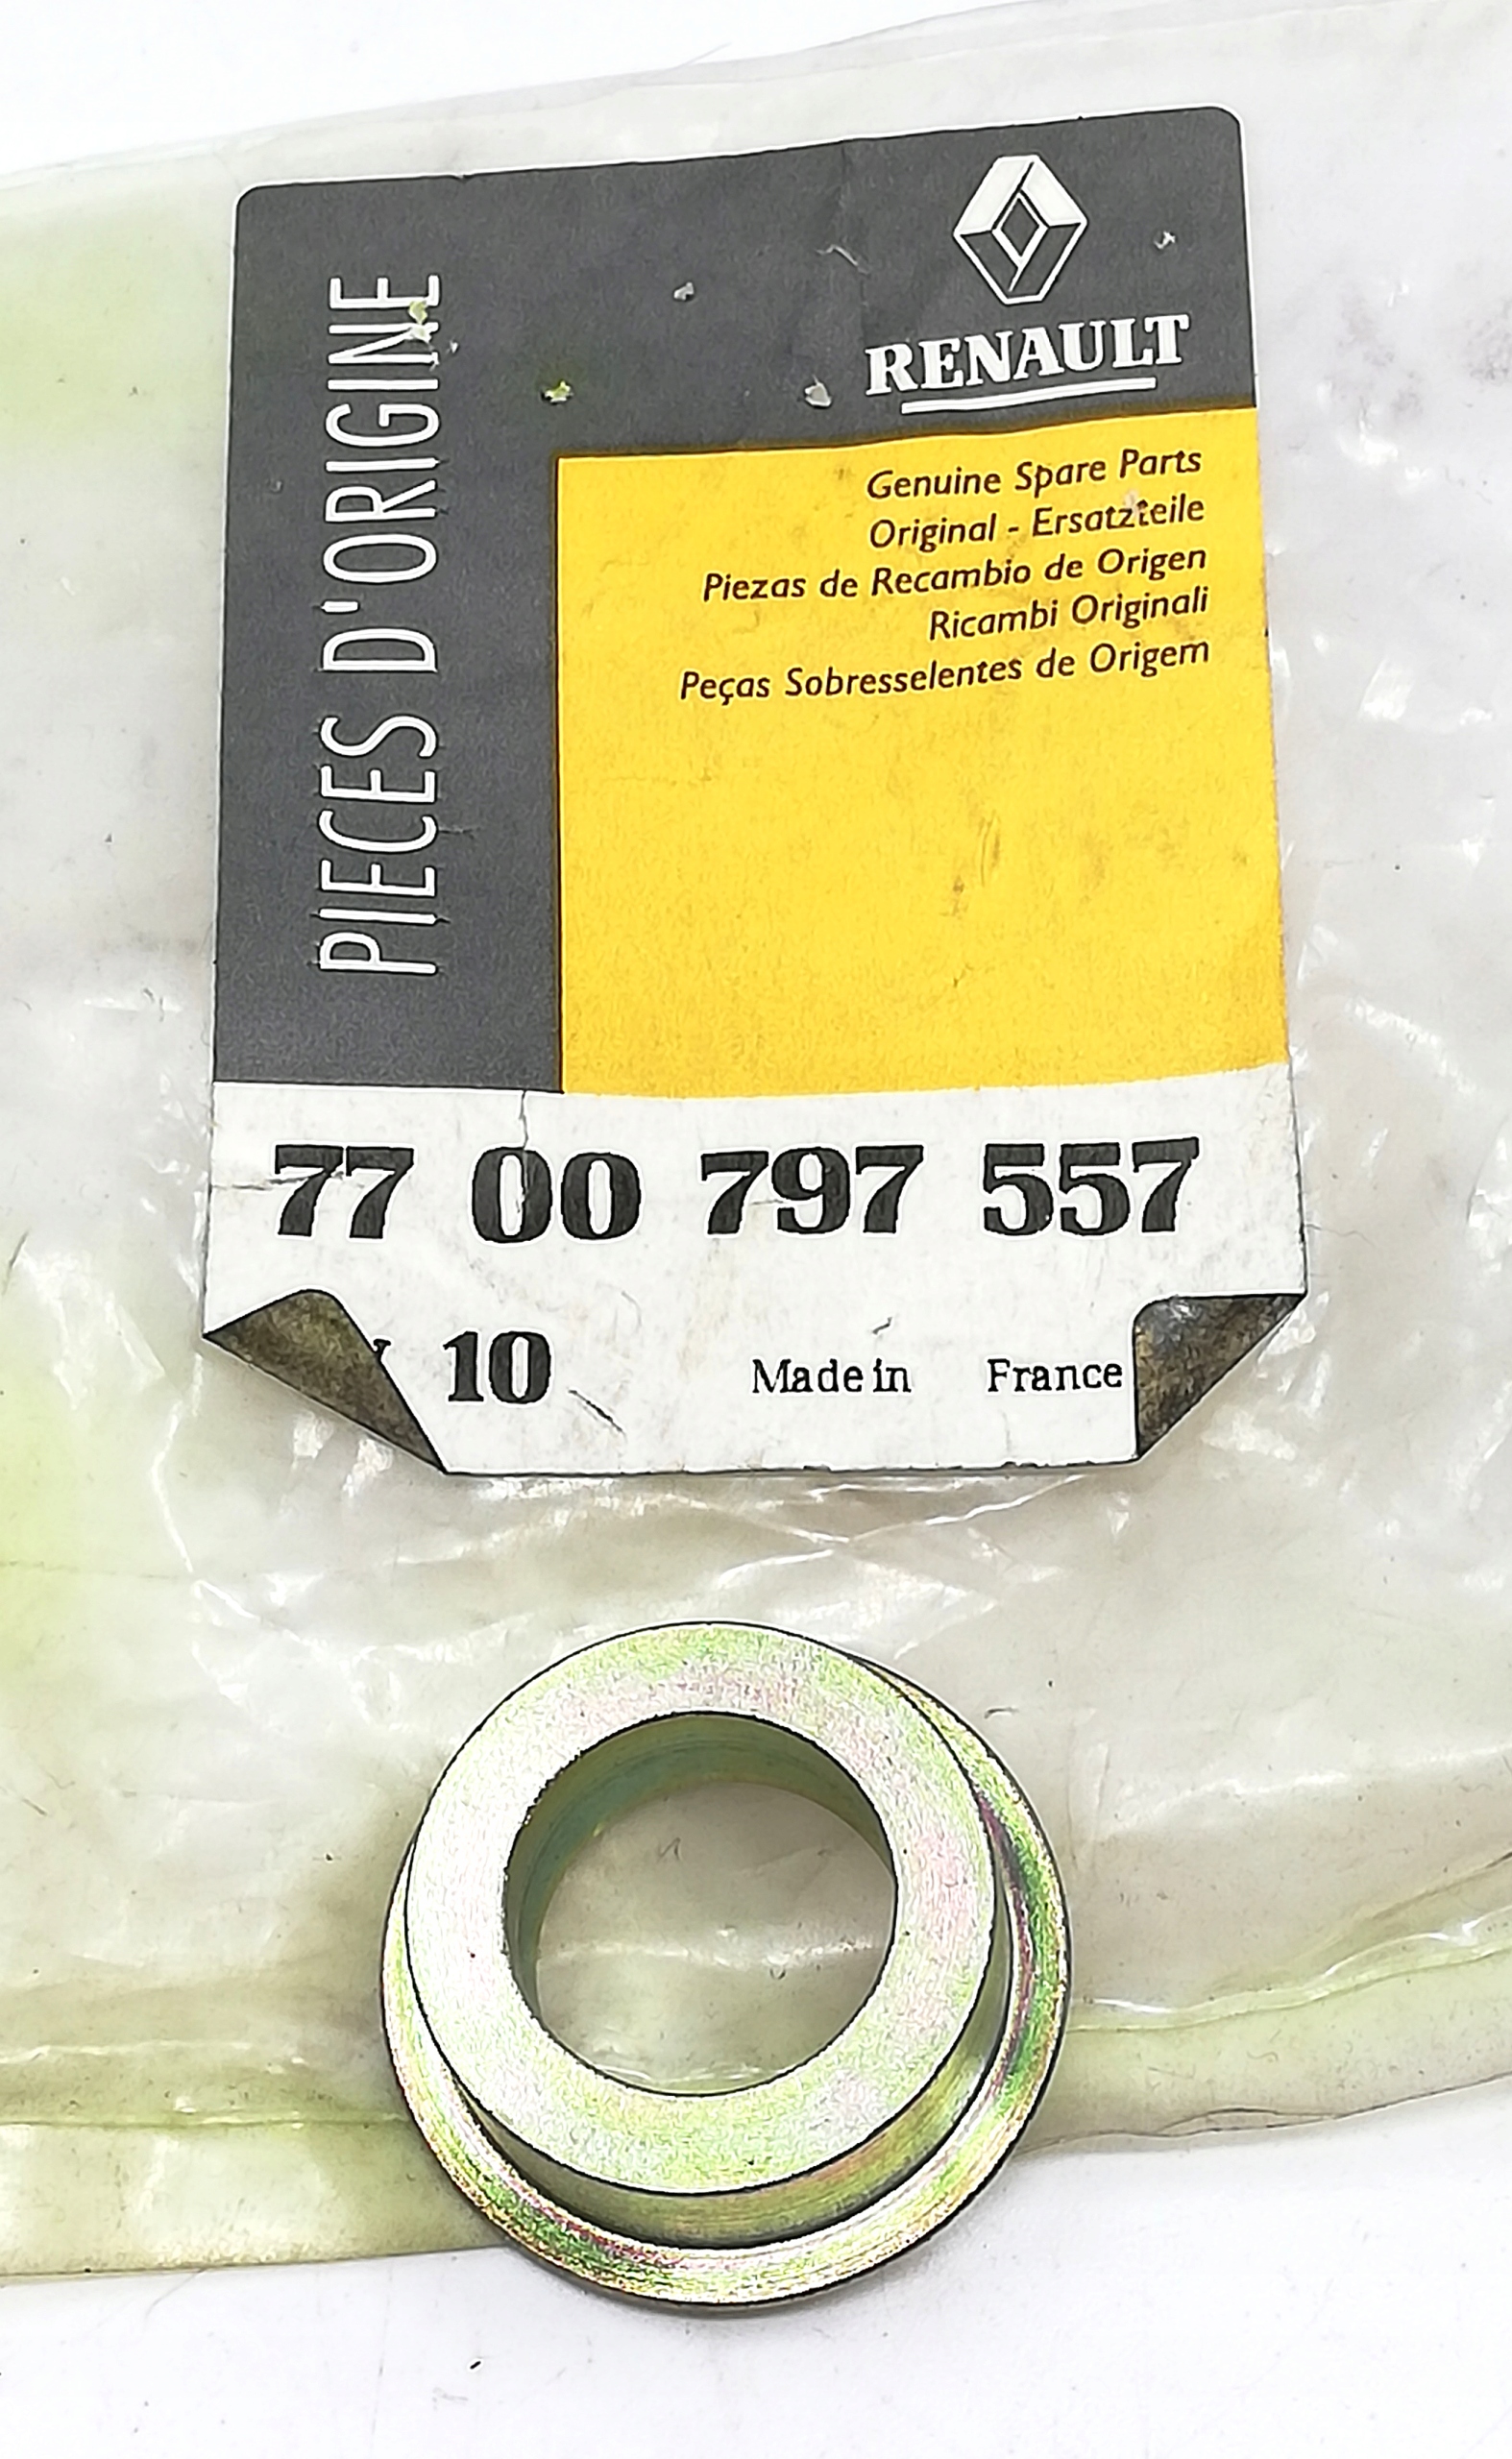 PIECES D'ORIGINE
RENAULT
Genuine Spare Parts
Original - Ersatzteile
Piezas de Recambio de Origen
Ricambi Originali
Peças Sobresselentes de Origem
77 00 797 557
10
Made in France